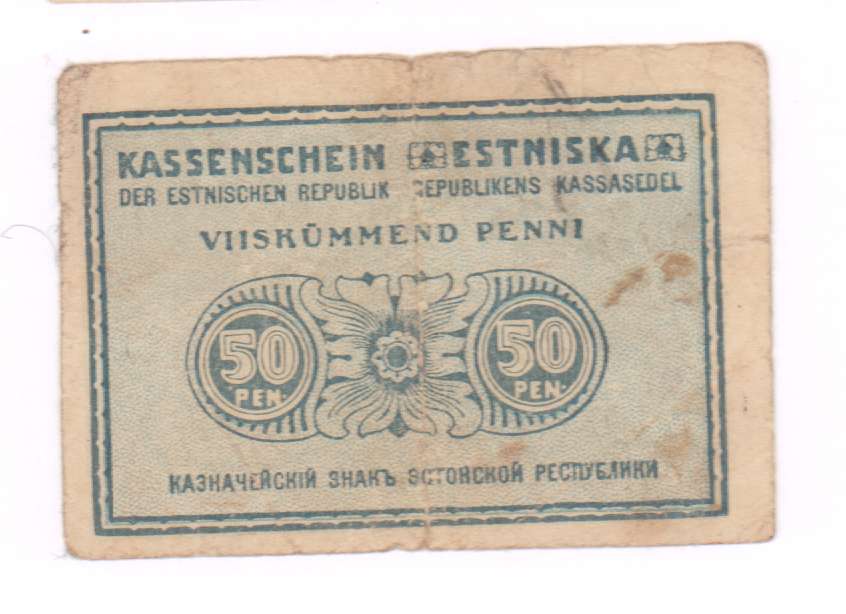 KASSENSCHEIN ESTNISKA
DER ESTNISCHEN REPUBLIK REPUBLIKENS KASSASEDEL
VIISKÜMMEND PENNI
50 50
PEN. PEN.
КАЗНАЧЕЙСКІЙ ЗНАКЪ ЭСТОНСКОЙ РЕСПУБЛИКИ